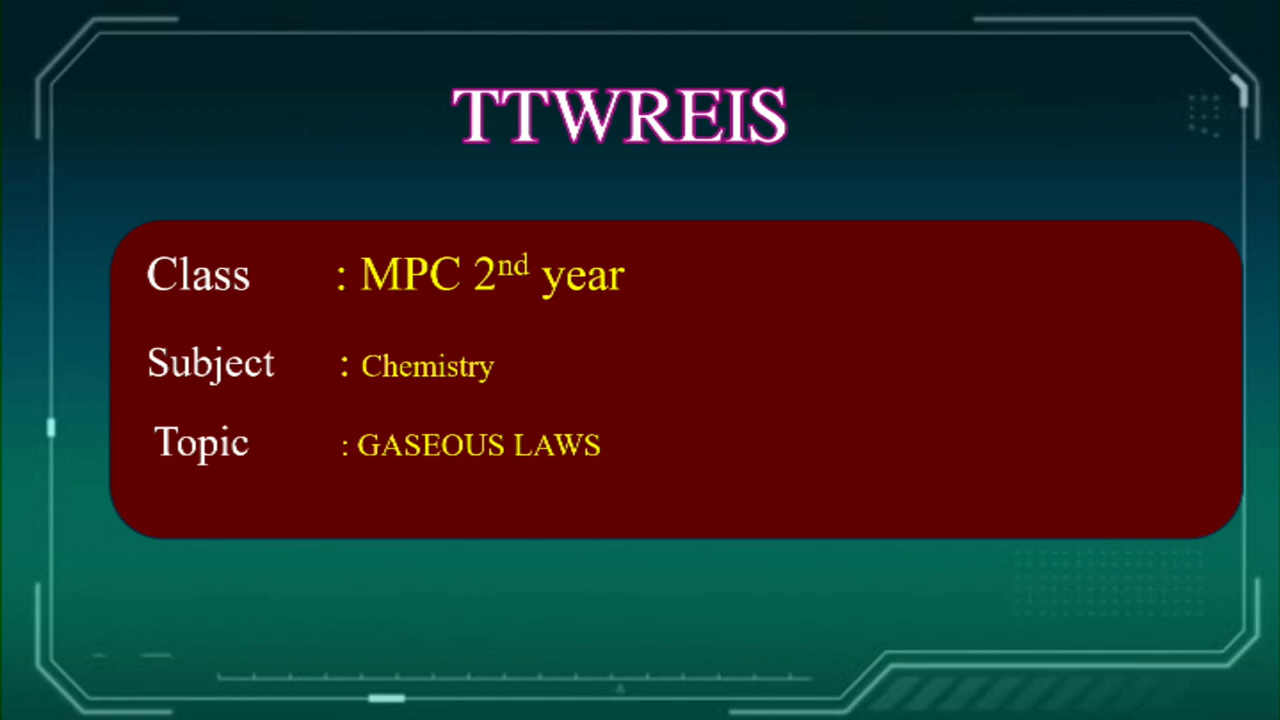 TTWREIS
Class : MPC 2nd year
Subject : Chemistry
Topic : GASEOUS LAWS